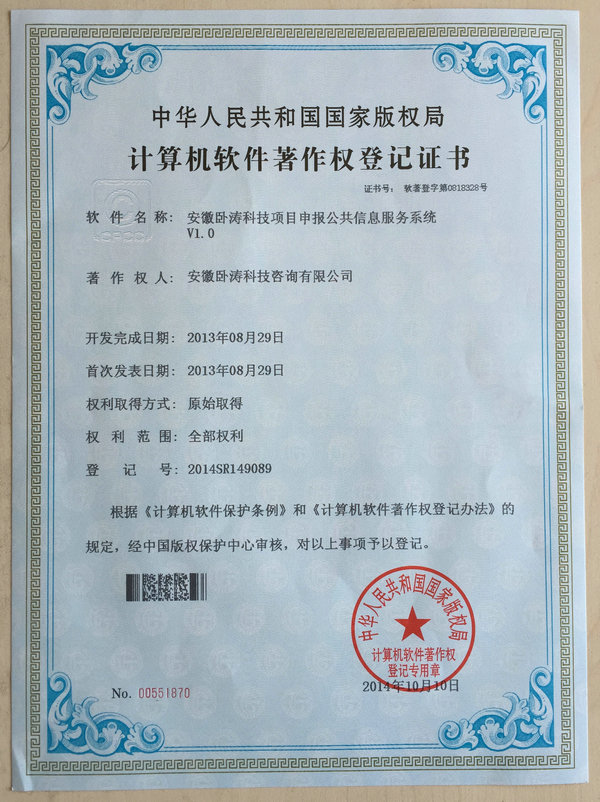 中华人民共和国国家版权局
计算机软件著作权登记证书
证书号： 软著登字第0818328号
CPCC
软件名称： 安徽卧涛科技项目申报公共信息服务系统
V1.0
著作权人： 安徽卧涛科技咨询有限公司
开发完成日期： 2013年08月29日
首次发表日期： 2013年08月29日
权利取得方式： 原始取得
权利范围： 全部权利
登记号： 2014SR149089
根据《计算机软件保护条例》和《计算机软件著作权登记办法》的
规定，经中国版权保护中心审核，对以上事项予以登记。
中华人民共和国国家版权局
计算机软件著作权
登记专用章
No. 00551870
2014年10月10日